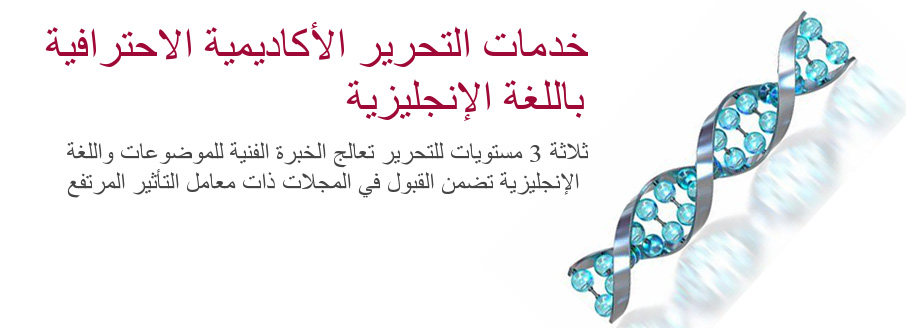 خدمات التحرير الأكاديمية الاحترافية
باللغة الإنجليزية
ثلاثة 3 مستويات للتحرير تعالج الخبرة الفنية للموضوعات واللغة
الإنجليزية تضمن القبول في المجلات ذات معامل التأثير المرتفع